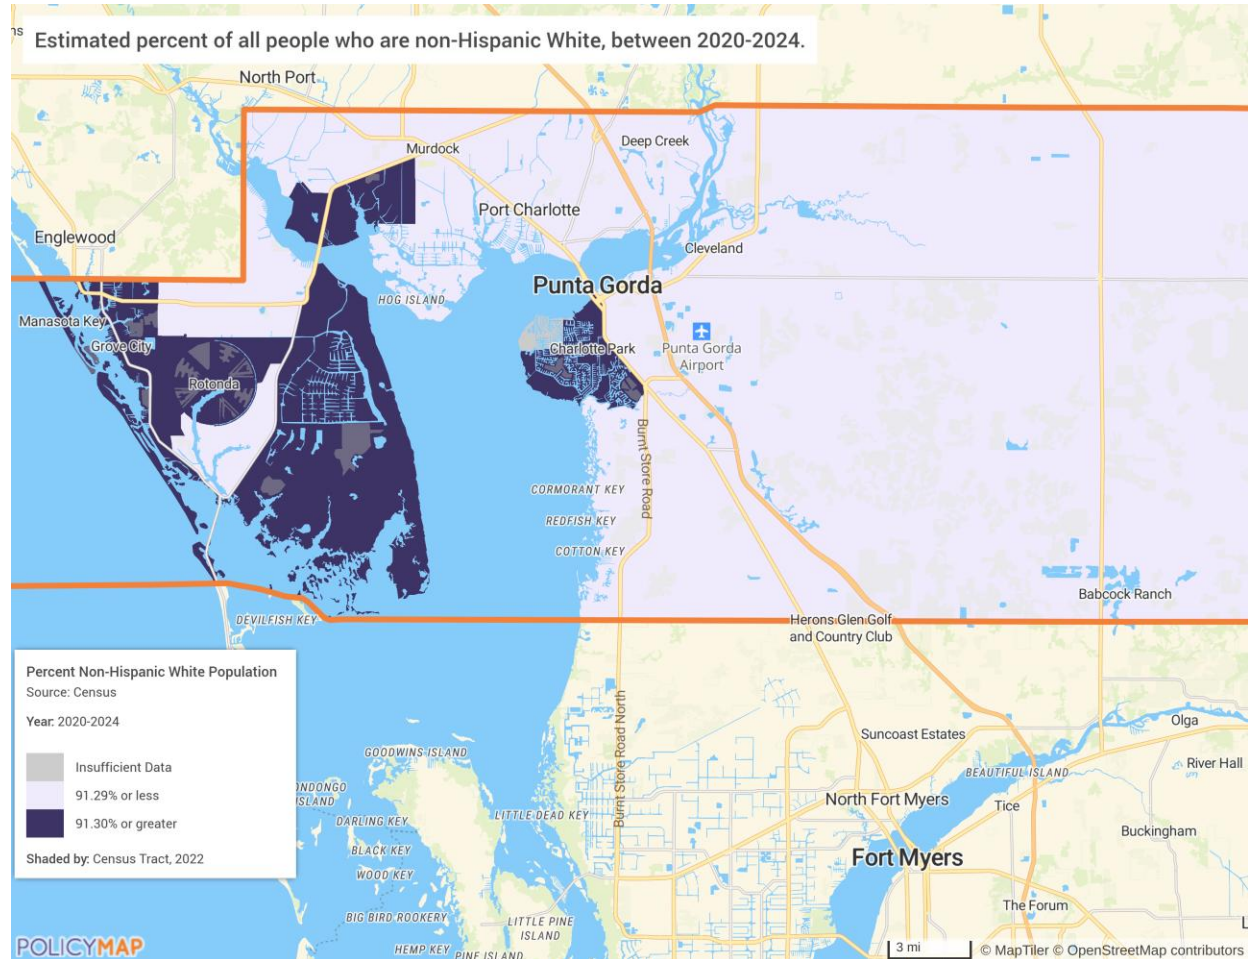 ns
Estimated percent of all people who are non-Hispanic White, between 2020-2024.
North Port
Deep Creek
Murdock
Port Charlotte
Englewood
Cleveland
Punta Gorda
HOG ISLAND
Manasota Key
Grove City
Charlotte Park
Punta Gorda
Airport
Rotonda
Burnt Store Road
CORMORANT KEY
REDFISH KEY
COTTON KEY
Babcock Ranch
DEVILFISH KEY
Herons Glen Golf
and Country Club
Percent Non-Hispanic White Population
Source: Census
Year: 2020-2024
Insufficient Data
91.29% or less
91.30% or greater
Shaded by: Census Tract, 2022
Burnt Store Road North
Olga
Suncoast Estates
GOODWINS ISLAND
River Hall
BEAUTIFUL ISLAND
ONDONGO
ISLAND
North Fort Myers
Tice
LITTLE DEAD KEY
DARLING KEY
Buckingham
BLACK KEY
Fort Myers
WOOD KEY
The Forum
BIG BIRD ROOKERY
LITTLE PINE
ISLAND
L
HEMP KEY
PINE ISLAND
POLICYMAP
3 mi
© MapTiler © OpenStreetMap contributors